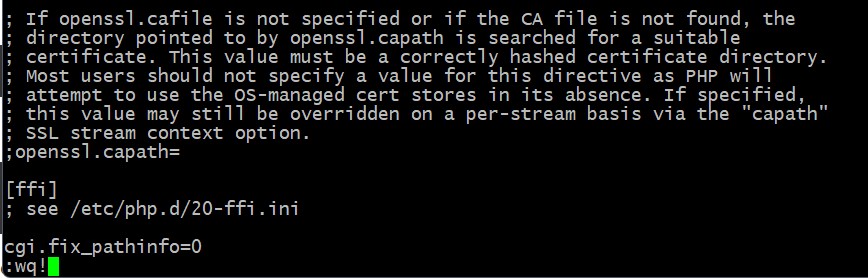 ; If openssl.cafile is not specified or if the CA file is not found, the
; directory pointed to by openssl.capath is searched for a suitable
; certificate. This value must be a correctly hashed certificate directory.
; Most users should not specify a value for this directive as PHP will
; attempt to use the OS-managed cert stores in its absence. If specified,
; this value may still be overridden on a per-stream basis via the "capath"
; SSL stream context option.
;openssl.capath=
[ffi]
; see /etc/php.d/20-ffi.ini
cgi.fix_pathinfo=0
:wq!